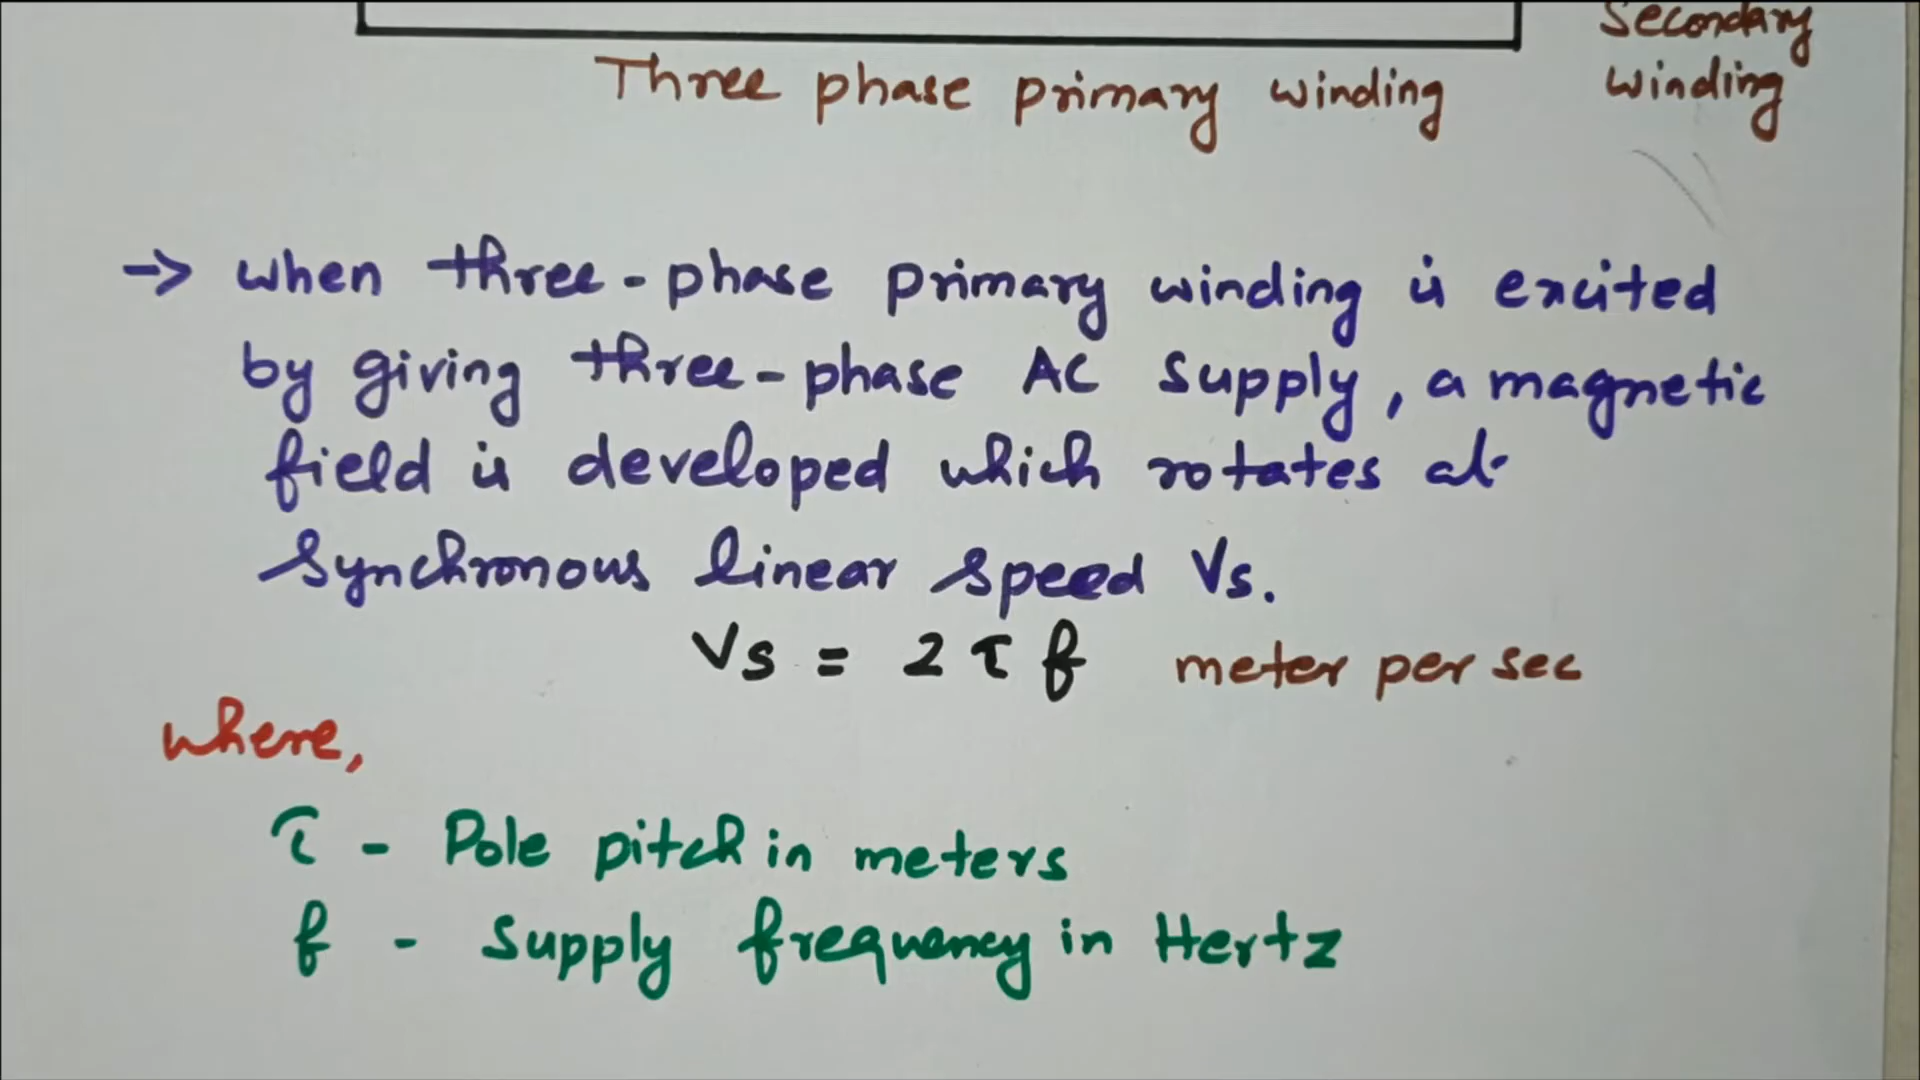 Secondary
winding
Three phase primary winding
→ when three-phase primary winding is excited
by giving three-phase AC supply, a magnetic
field is developed which rotates at
synchronous linear speed Vs.
Vs = 2 τ f meter per sec
where,
τ - Pole pitch in meters
f - Supply frequency in Hertz